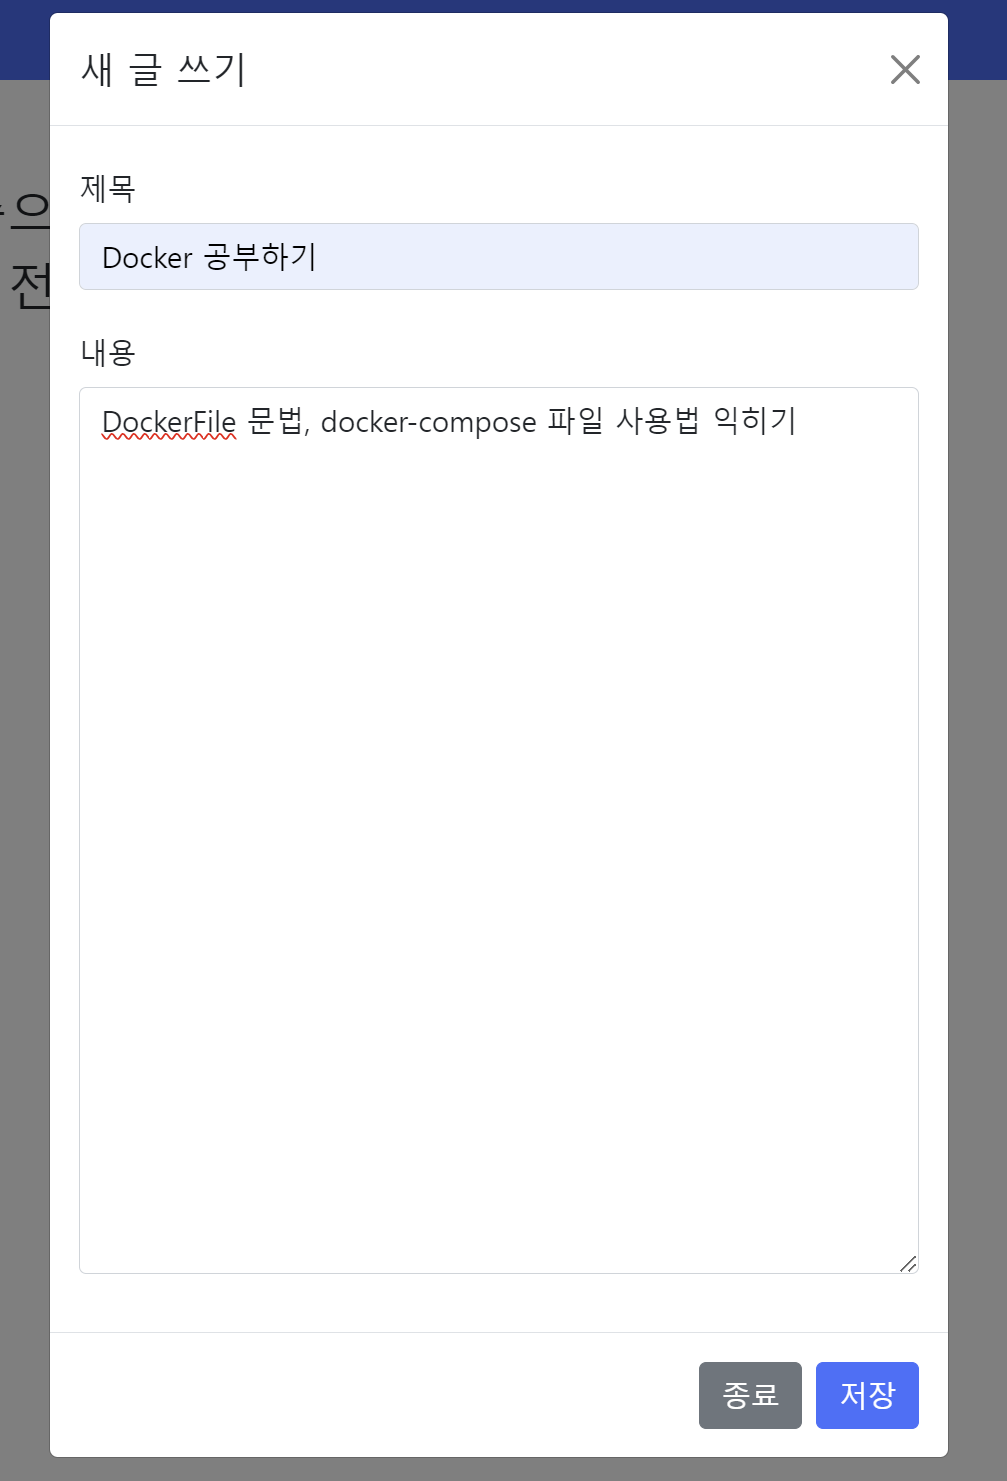 새 글 쓰기
제목
Docker 공부하기
내용
DockerFile 문법, docker-compose 파일 사용법 익히기
종료 저장